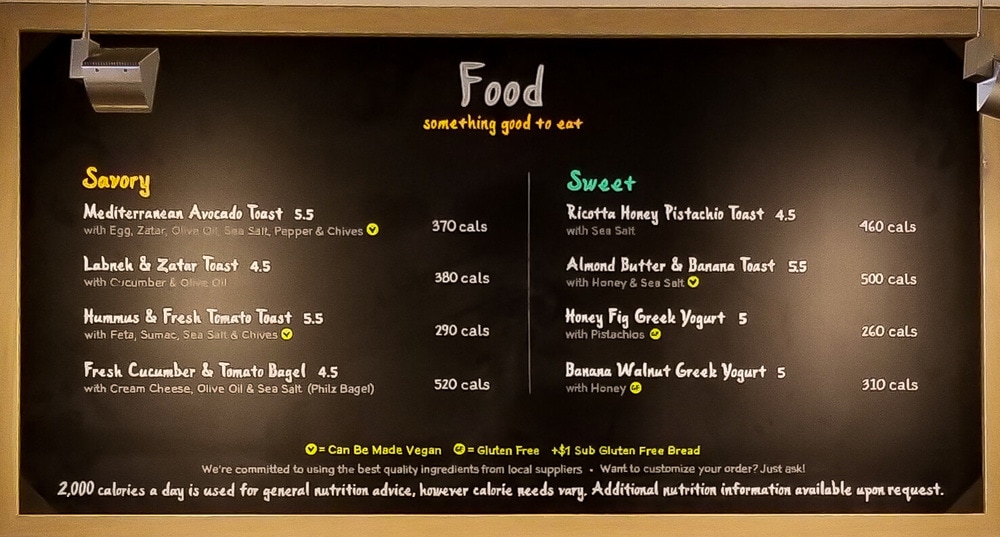 Food
something good to eat
Savory
Mediterranean Avocado Toast 5.5
with Egg, Zatar, Olive Oil, Sea Salt, Pepper & Chives V
370 cals
Labneh & Zatar Toast 4.5
with Cucumber & Olive Oil
380 cals
Hummus & Fresh Tomato Toast 5.5
with Feta, Sumac, Sea Salt & Chives V
290 cals
Fresh Cucumber & Tomato Bagel 4.5
with Cream Cheese, Olive Oil & Sea Salt (Philz Bagel)
520 cals
Sweet
Ricotta Honey Pistachio Toast 4.5
with Sea Salt
460 cals
Almond Butter & Banana Toast 5.5
with Honey & Sea Salt V
500 cals
Honey Fig Greek Yogurt 5
with Pistachios GF
260 cals
Banana Walnut Greek Yogurt 5
with Honey GF
310 cals
V = Can Be Made Vegan GF = Gluten Free +$1 Sub Gluten Free Bread
We're committed to using the best quality ingredients from local suppliers • Want to customize your order? Just ask!
2,000 calories a day is used for general nutrition advice, however calorie needs vary. Additional nutrition information available upon request.